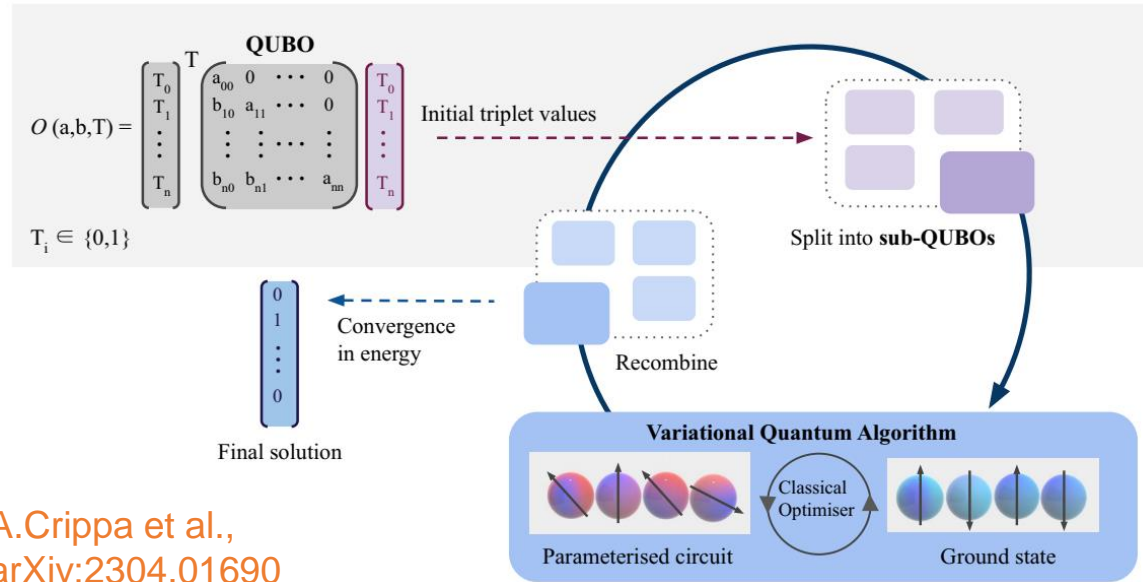 QUBO
O (a,b,T) = [T₀ T₁ ⋮ Tₙ] T (a₀₀ 0 ⋯ 0
b₁₀ a₁₁ ⋯ 0
⋮ ⋮ ⋯ ⋮
bₙ₀ bₙ₁ ⋯ aₙₙ) [T₀ T₁ ⋮ Tₙ]
Tᵢ ∈ {0,1}
Initial triplet values
Split into sub-QUBOs
0
1
⋮
0
Convergence
in energy
Recombine
Final solution
Variational Quantum Algorithm
Classical
Optimiser
Parameterised circuit
Ground state
A.Crippa et al.,
arXiv:2304.01690